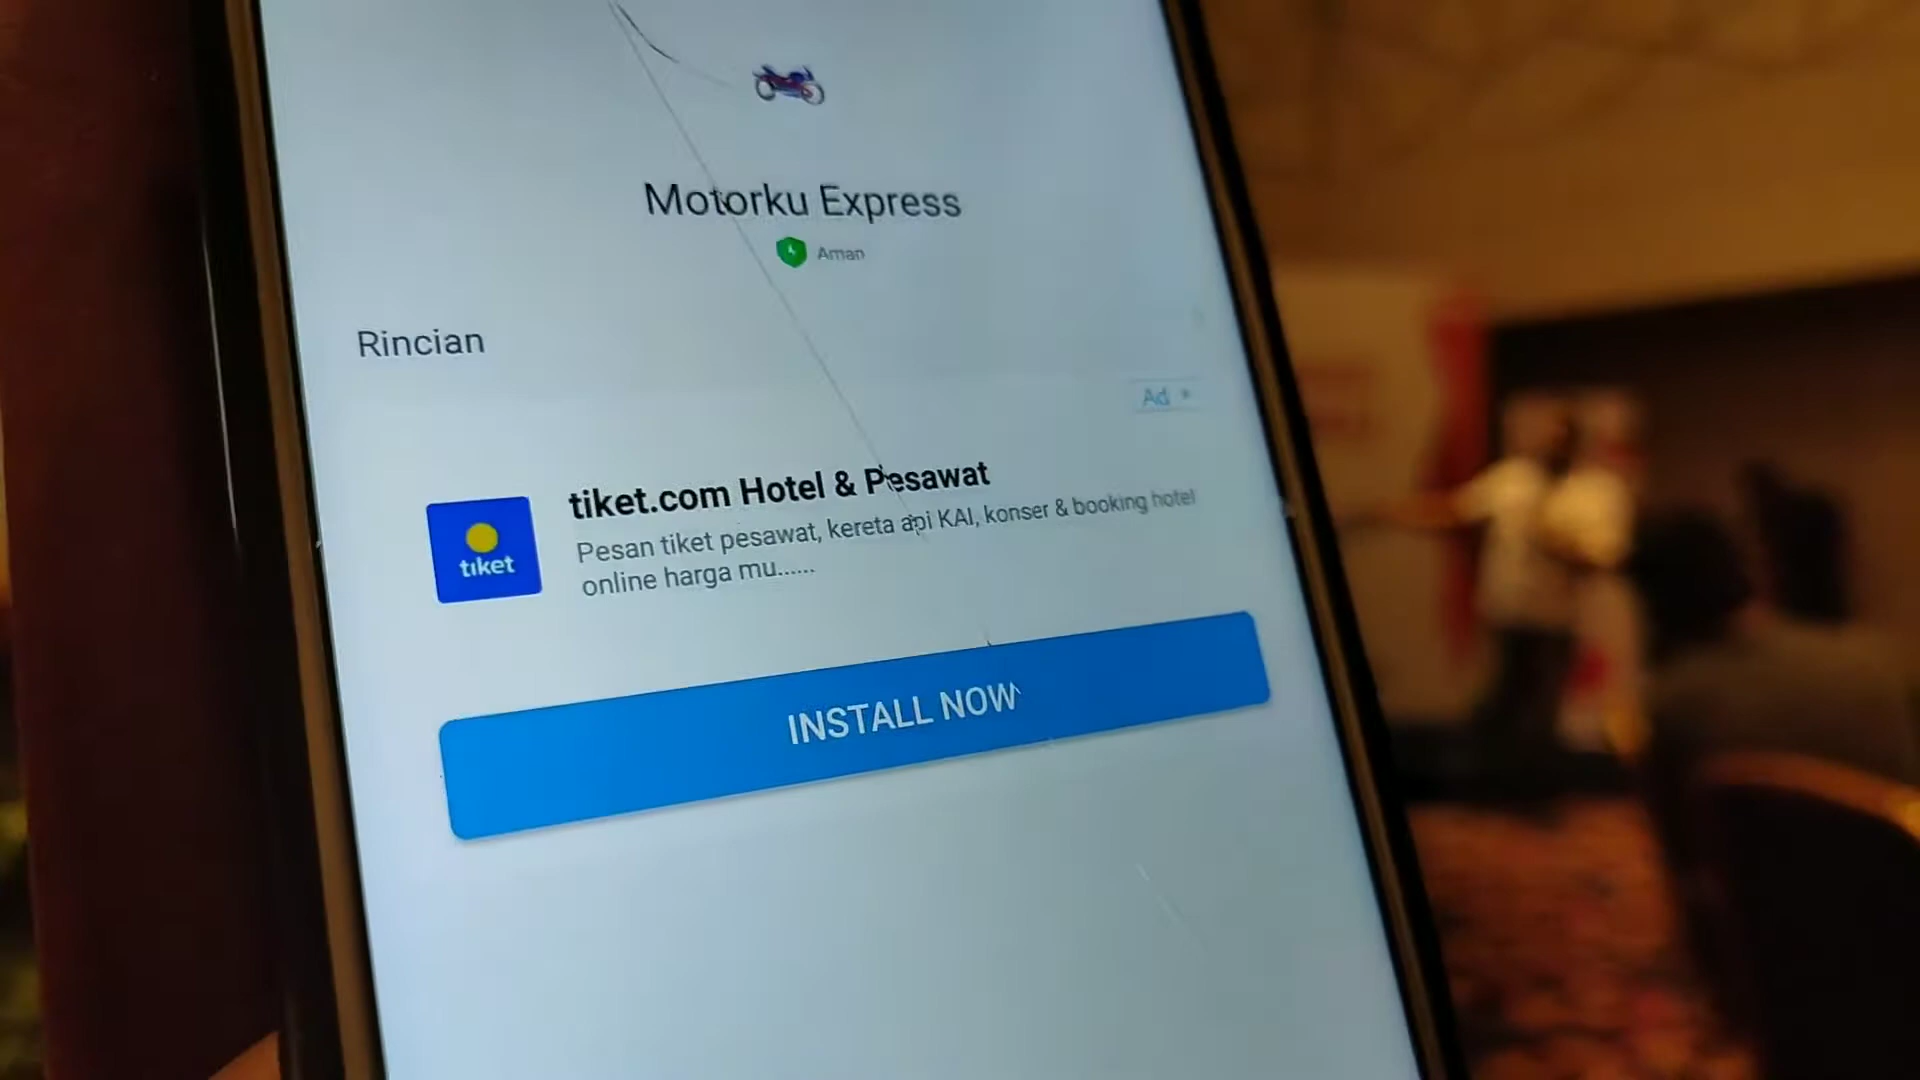 Motorku Express
Aman
Rincian
Ad
tiket.com Hotel & Pesawat
Pesan tiket pesawat, kereta api KAI, konser & booking hotel
online harga mu......
tiket
INSTALL NOW